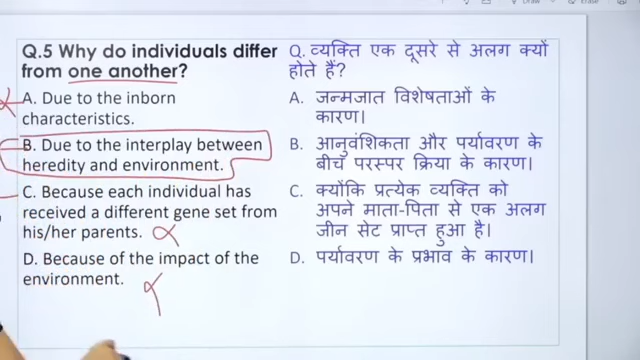 Q.5 Why do individuals differ
from one another?
A. Due to the inborn
characteristics.
B. Due to the interplay between
heredity and environment.
C. Because each individual has
received a different gene set from
his/her parents.
D. Because of the impact of the
environment.
Q. व्यक्ति एक दूसरे से अलग क्यों
होते हैं?
A. जन्मजात विशेषताओं के
कारण।
B. आनुवंशिकता और पर्यावरण के
बीच परस्पर क्रिया के कारण।
C. क्योंकि प्रत्येक व्यक्ति को
अपने माता-पिता से एक अलग
जीन सेट प्राप्त हुआ है।
D. पर्यावरण के प्रभाव के कारण।